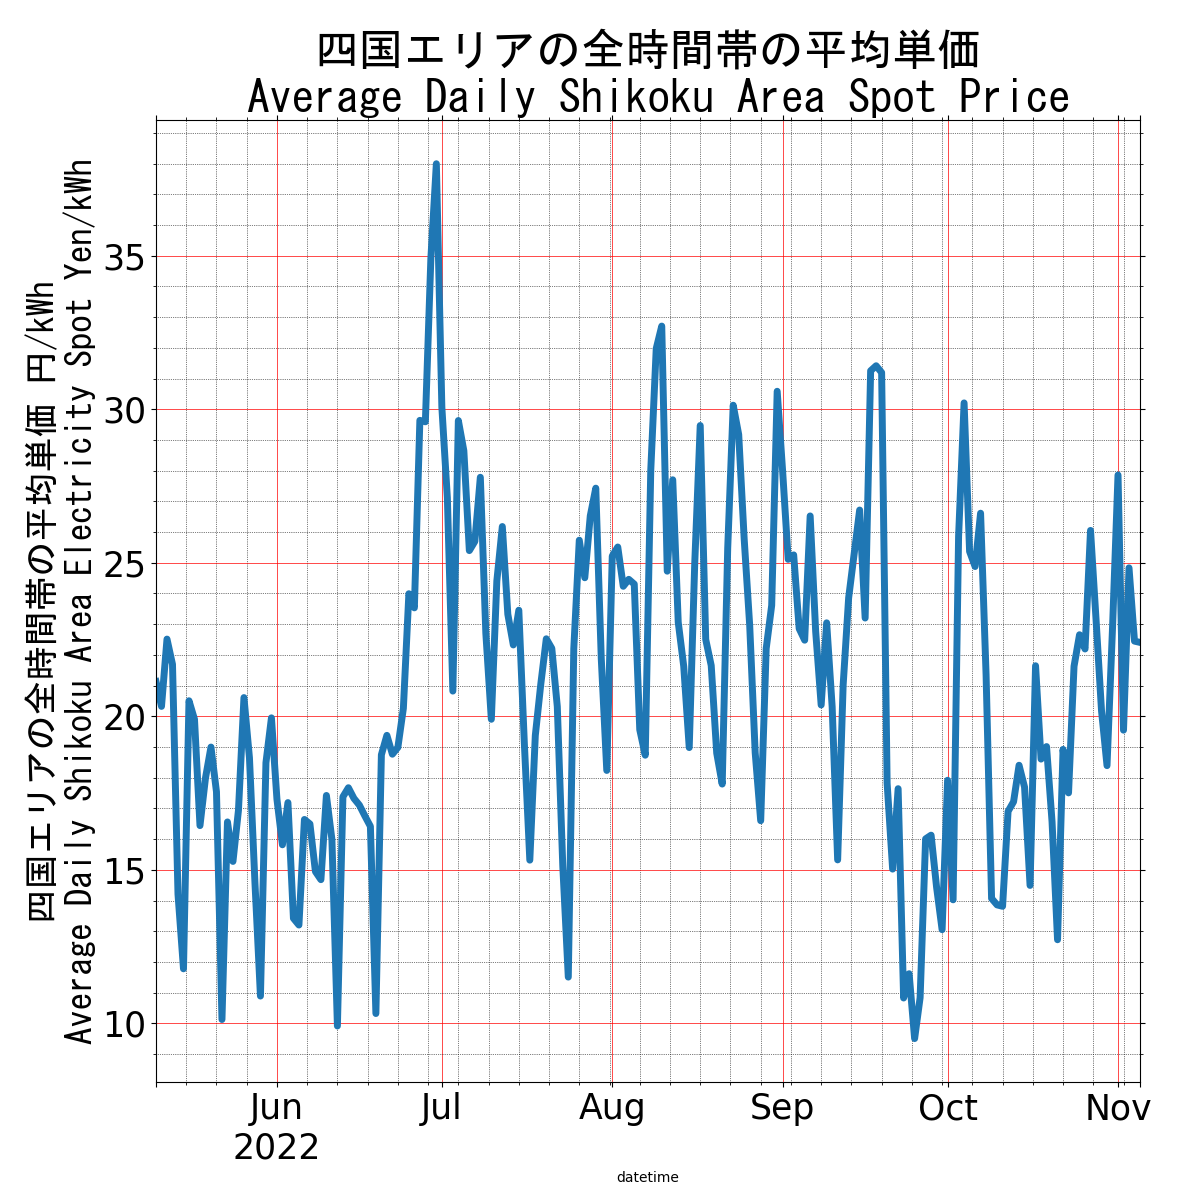 四国エリアの全時間帯の平均単価
Average Daily Shikoku Area Spot Price
四国エリアの全時間帯の平均単価 円/kWh
Average Daily Shikoku Area Electricity Spot Yen/kWh
35
30
25
20
15
10
Jun
2022
Jul
Aug
Sep
Oct
Nov
datetime